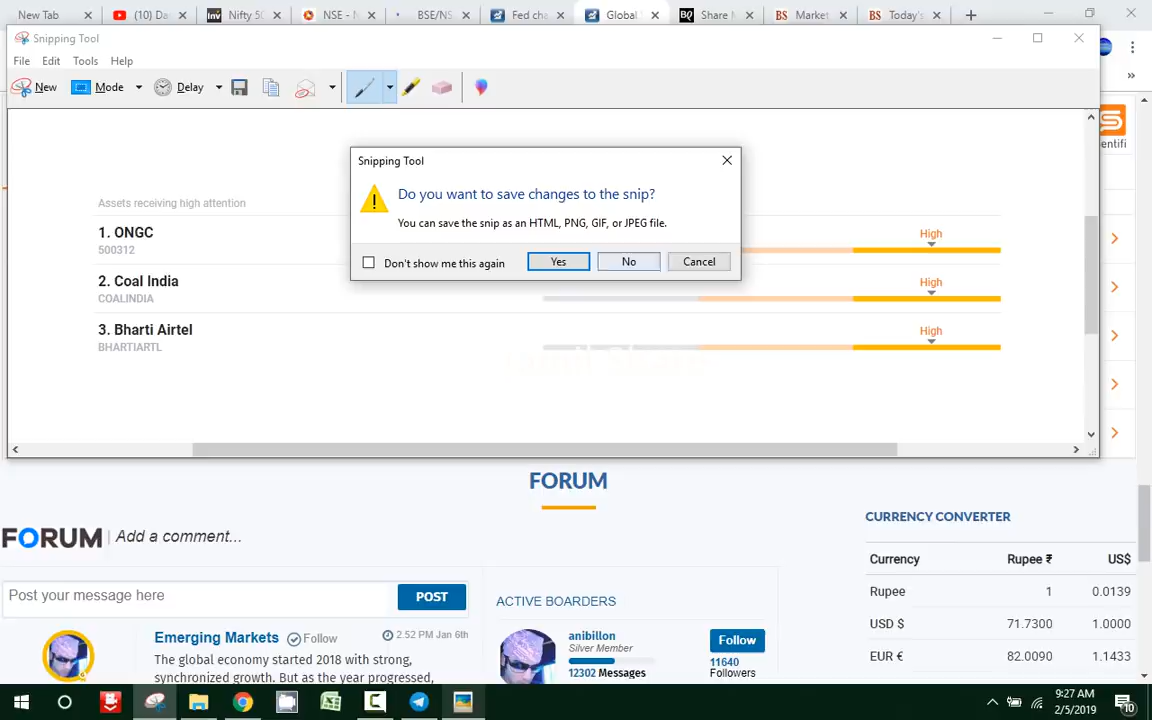 New Tab
(10) Da
Nifty 50
NSE - N
BSE/NS
Fed cha
Global
Share M
Market
Today's
Snipping Tool
File Edit Tools Help
New Mode Delay
entifi
Assets receiving high attention
1. ONGC
500312
High
2. Coal India
COALINDIA
High
3. Bharti Airtel
BHARTIARTL
High
Snipping Tool
Do you want to save changes to the snip?
You can save the snip as an HTML, PNG, GIF, or JPEG file.
Don't show me this again
Yes No Cancel
FORUM
FORUM | Add a comment...
Post your message here
POST
Emerging Markets Follow
2.52 PM Jan 6th
The global economy started 2018 with strong,
synchronized growth. But as the year progressed,
ACTIVE BOARDERS
anibillon
Silver Member
12302 Messages
Follow
11640
Followers
CURRENCY CONVERTER
Currency Rupee ₹ US$
Rupee 1 0.0139
USD $ 71.7300 1.0000
EUR € 82.0090 1.1433
9:27 AM
2/5/2019
10